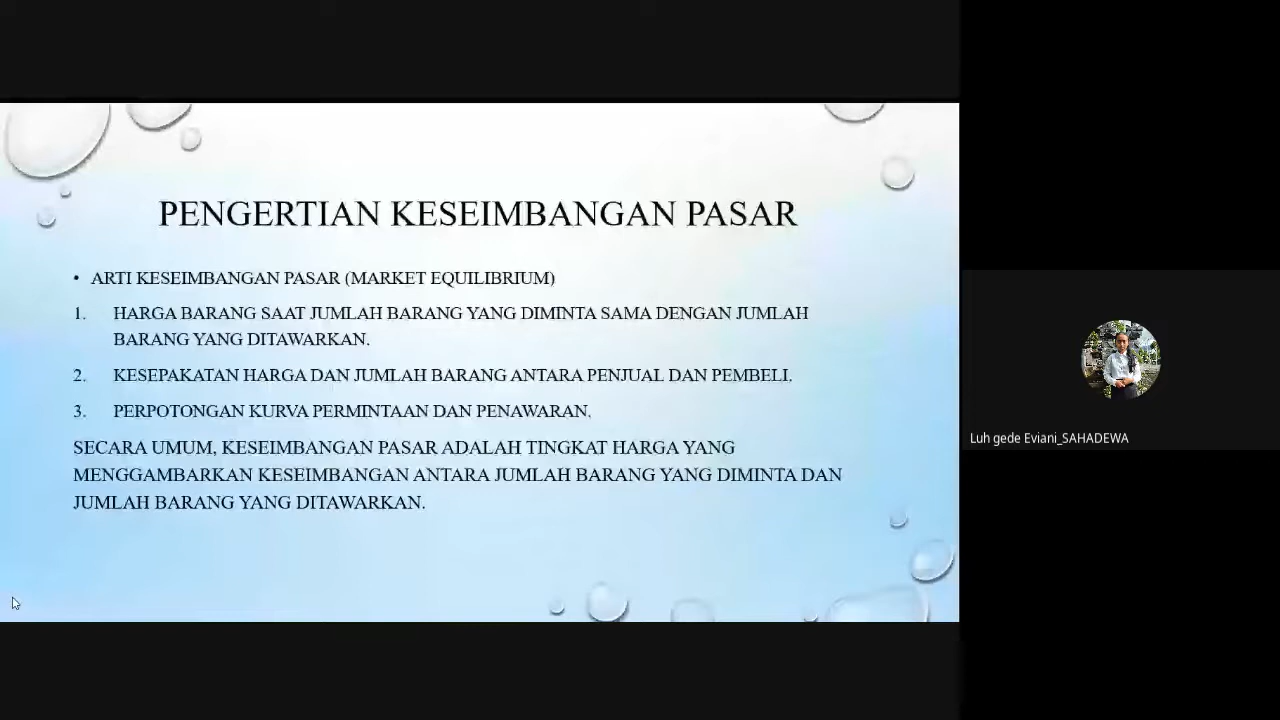 PENGERTIAN KESEIMBANGAN PASAR
• ARTI KESEIMBANGAN PASAR (MARKET EQUILIBRIUM)
1. HARGA BARANG SAAT JUMLAH BARANG YANG DIMINTA SAMA DENGAN JUMLAH
BARANG YANG DITAWARKAN.
2. KESEPAKATAN HARGA DAN JUMLAH BARANG ANTARA PENJUAL DAN PEMBELI.
3. PERPOTONGAN KURVA PERMINTAAN DAN PENAWARAN.
SECARA UMUM, KESEIMBANGAN PASAR ADALAH TINGKAT HARGA YANG
MENGGAMBARKAN KESEIMBANGAN ANTARA JUMLAH BARANG YANG DIMINTA DAN
JUMLAH BARANG YANG DITAWARKAN.
Luh gede Eviani_SAHADEWA